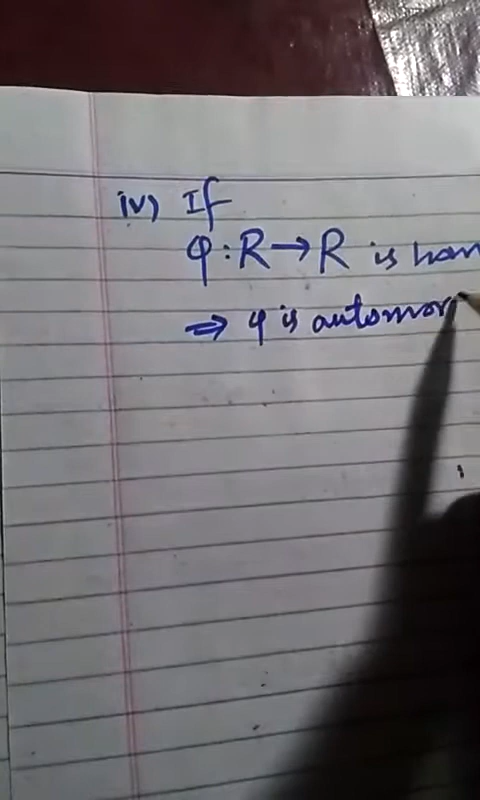 iv) If
φ : R → R is hom
⇒ φ is automor